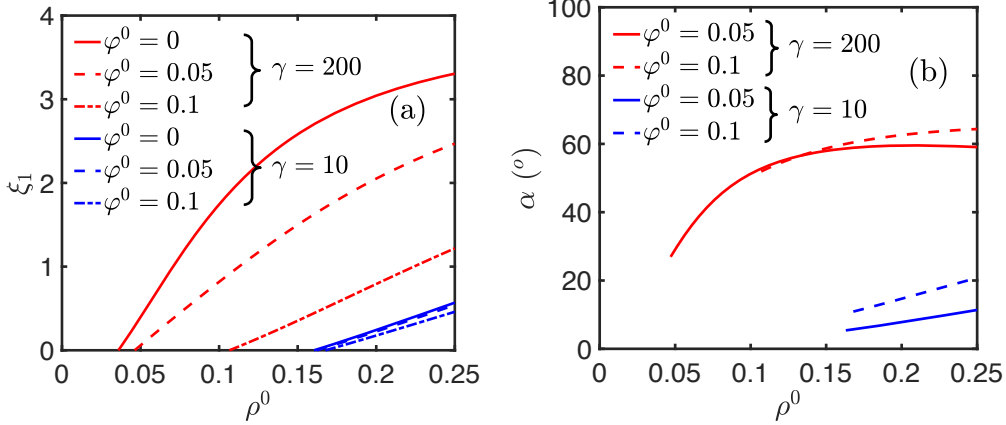 4
3
2
1
0
ξ₁
φ⁰ = 0
φ⁰ = 0.05
φ⁰ = 0.1
γ = 200
φ⁰ = 0
φ⁰ = 0.05
φ⁰ = 0.1
γ = 10
(a)
0 0.05 0.1 0.15 0.2 0.25
ρ⁰
100
80
60
40
20
0
α (°)
φ⁰ = 0.05
φ⁰ = 0.1
γ = 200
φ⁰ = 0.05
φ⁰ = 0.1
γ = 10
(b)
0 0.05 0.1 0.15 0.2 0.25
ρ⁰